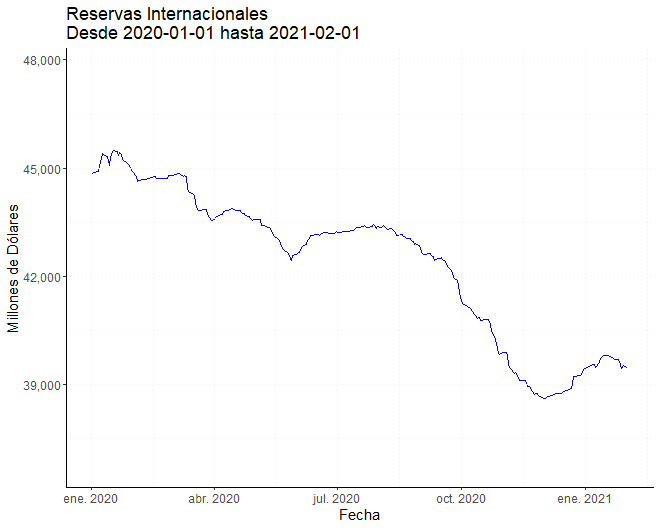 Reservas Internacionales
Desde 2020-01-01 hasta 2021-02-01
Millones de Dólares
48,000
45,000
42,000
39,000
ene. 2020
abr. 2020
jul. 2020
oct. 2020
ene. 2021
Fecha